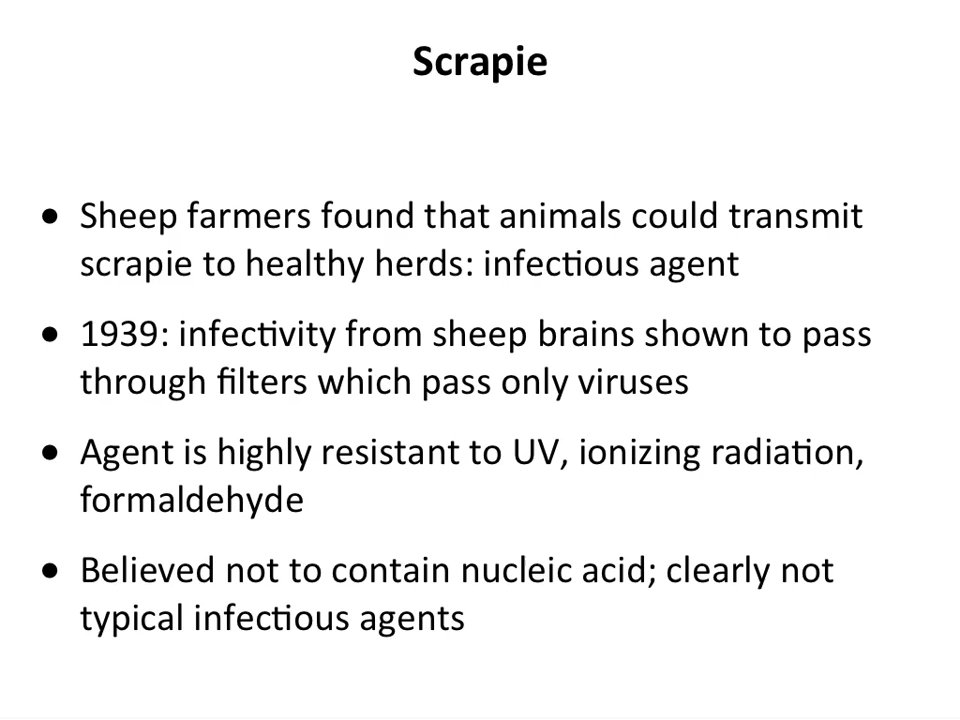 Scrapie
• Sheep farmers found that animals could transmit
scrapie to healthy herds: infectious agent
• 1939: infectivity from sheep brains shown to pass
through filters which pass only viruses
• Agent is highly resistant to UV, ionizing radiation,
formaldehyde
• Believed not to contain nucleic acid; clearly not
typical infectious agents